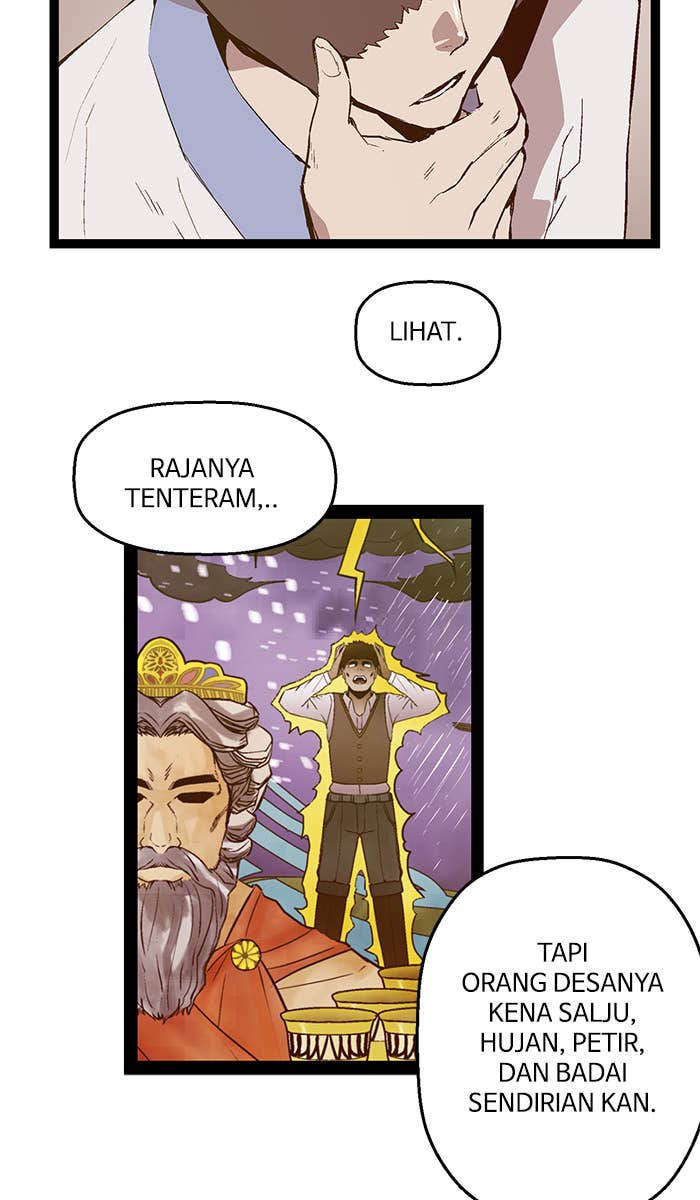 LIHAT.
RAJANYA
TENTERAM,..
TAPI
ORANG DESANYA
KENA SALJU,
HUJAN, PETIR,
DAN BADAI
SENDIRIAN KAN.